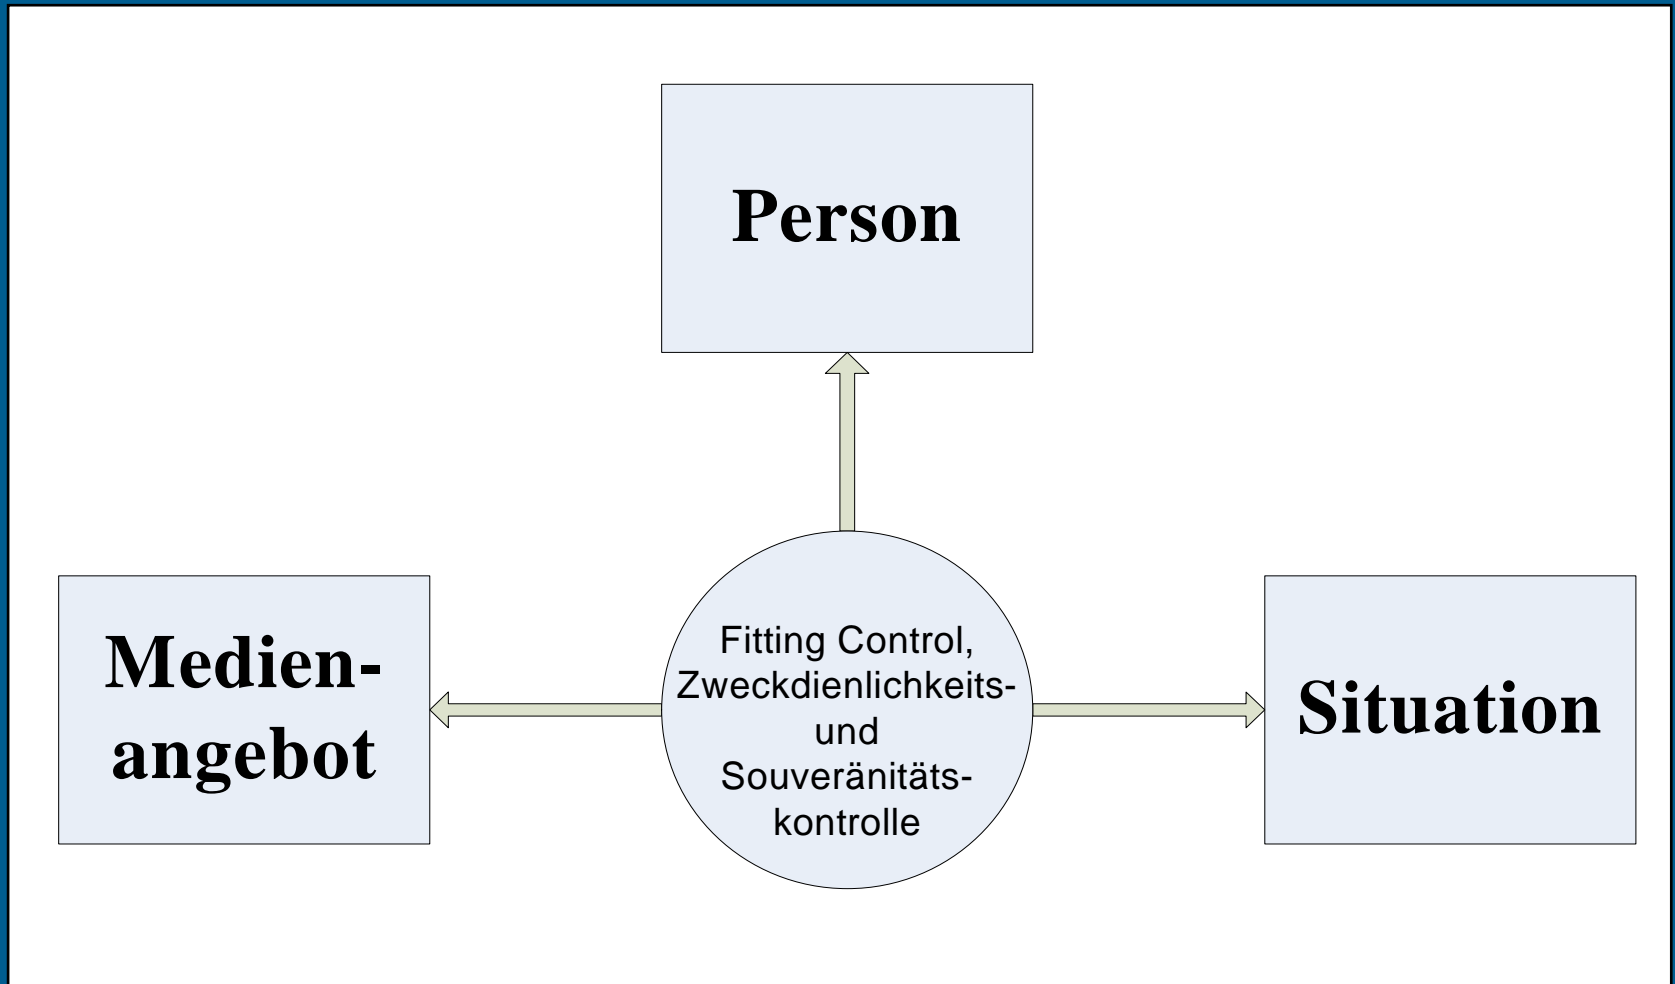 Person
Medien-
angebot
Fitting Control,
Zweckdienlichkeits-
und
Souveränitäts-
kontrolle
Situation